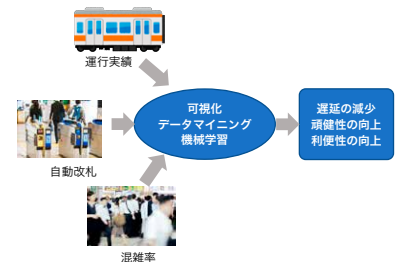 運行実績
可視化
データマイニング
機械学習
遅延の減少
頑健性の向上
利便性の向上
自動改札
混雑率